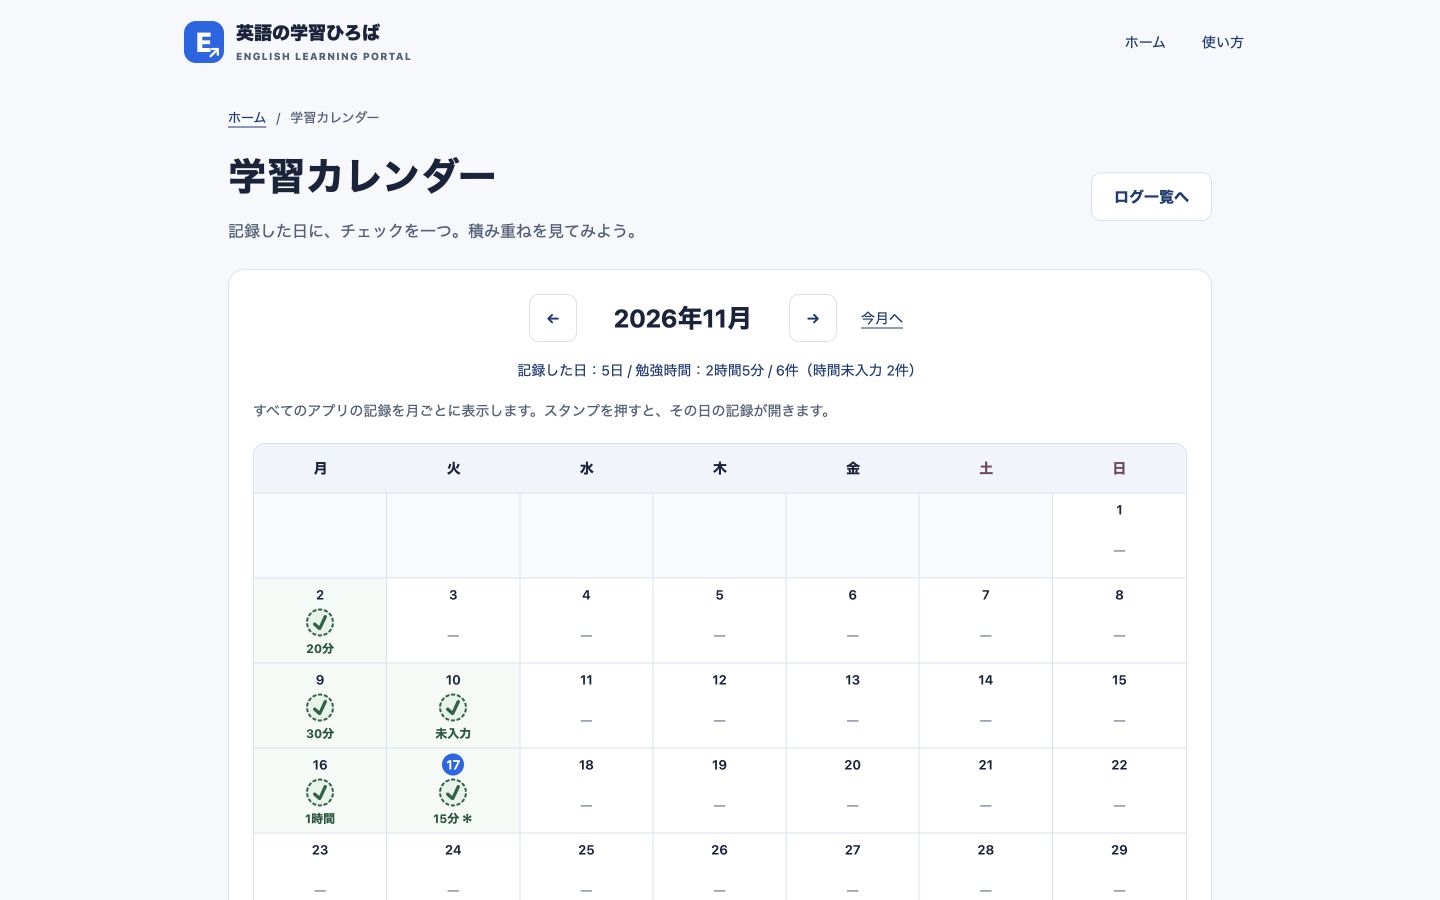 E
英語の学習ひろば
ENGLISH LEARNING PORTAL
ホーム 使い方
ホーム / 学習カレンダー
学習カレンダー
ログ一覧へ
記録した日に、チェックを一つ。積み重ねを見てみよう。
← 2026年11月 → 今月へ
記録した日：5日 / 勉強時間：2時間5分 / 6件（時間未入力 2件）
すべてのアプリの記録を月ごとに表示します。スタンプを押すと、その日の記録が開きます。
月 火 水 木 金 土 日
1
—
2 3 4 5 6 7 8
20分 — — — — — —
9 10 11 12 13 14 15
30分 未入力 — — — — —
16 17 18 19 20 21 22
1時間 15分 * — — — — —
23 24 25 26 27 28 29
— — — — — — —